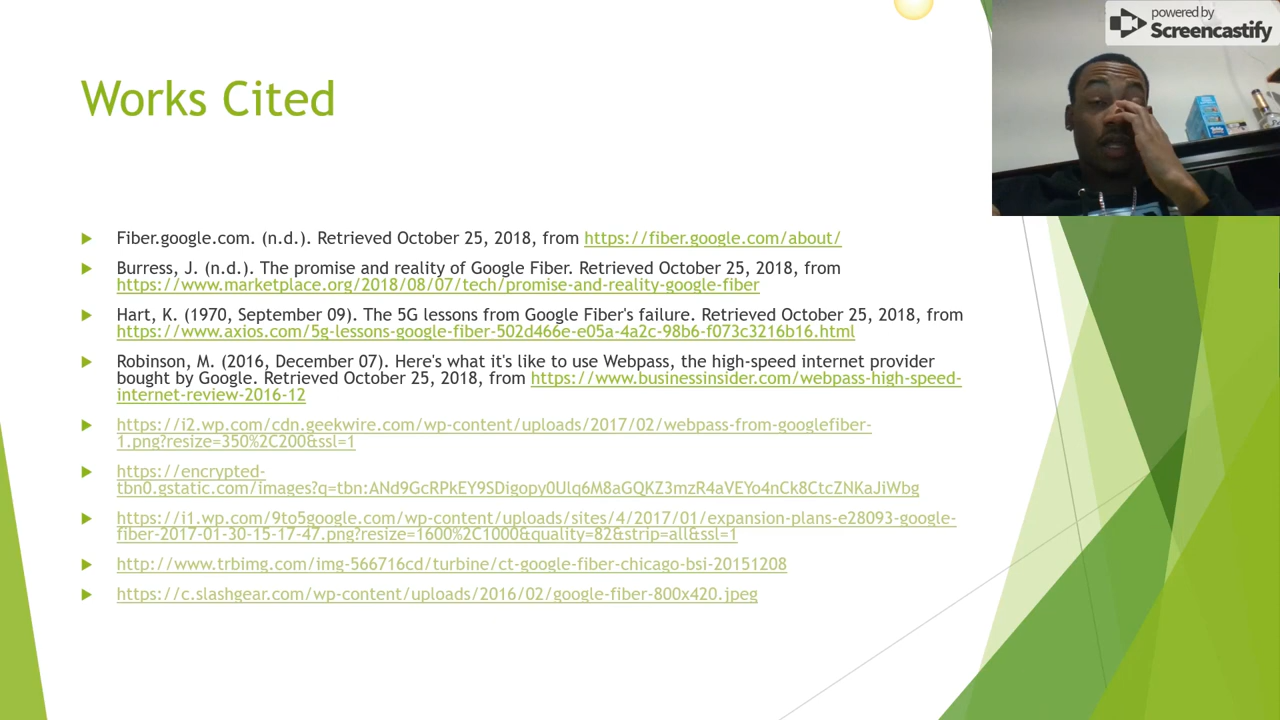 powered by
Screencastify
Works Cited
Fiber.google.com. (n.d.). Retrieved October 25, 2018, from https://fiber.google.com/about/
Burress, J. (n.d.). The promise and reality of Google Fiber. Retrieved October 25, 2018, from
https://www.marketplace.org/2018/08/07/tech/promise-and-reality-google-fiber
Hart, K. (1970, September 09). The 5G lessons from Google Fiber's failure. Retrieved October 25, 2018, from
https://www.axios.com/5g-lessons-google-fiber-502d466e-e05a-4a2c-98b6-f073c3216b16.html
Robinson, M. (2016, December 07). Here's what it's like to use Webpass, the high-speed internet provider
bought by Google. Retrieved October 25, 2018, from https://www.businessinsider.com/webpass-high-speed-
internet-review-2016-12
https://i2.wp.com/cdn.geekwire.com/wp-content/uploads/2017/02/webpass-from-googlefiber-
1.png?resize=350%2C200&ssl=1
https://encrypted-
tbn0.gstatic.com/images?q=tbn:ANd9GcRPkEY9SDigopy0Ulq6M8aGQKZ3mzR4aVEYo4nCk8CtcZNKaJiWbg
https://i1.wp.com/9to5google.com/wp-content/uploads/sites/4/2017/01/expansion-plans-e28093-google-
fiber-2017-01-30-15-17-47.png?resize=1600%2C1000&quality=82&strip=all&ssl=1
http://www.trbimg.com/img-566716cd/turbine/ct-google-fiber-chicago-bsi-20151208
https://c.slashgear.com/wp-content/uploads/2016/02/google-fiber-800x420.jpeg